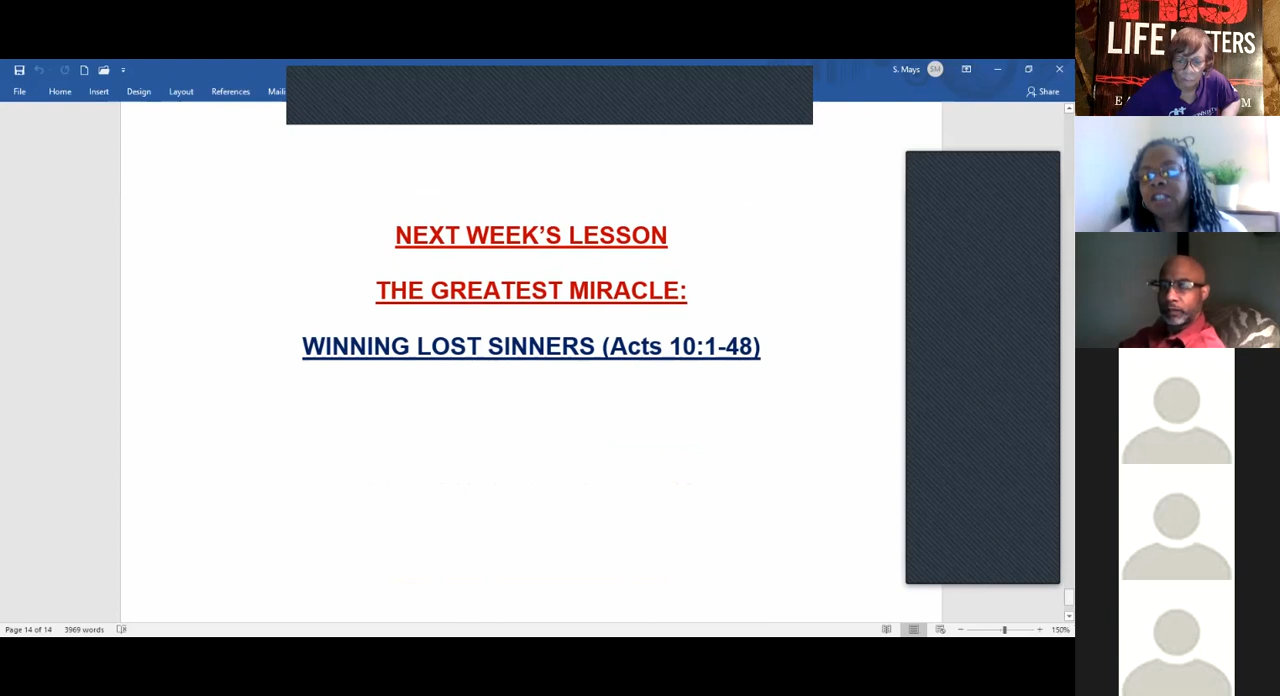 HIS
LIFE
S. Mays
SM
File
Home
Insert
Design
Layout
References
Share
NEXT WEEK'S LESSON
THE GREATEST MIRACLE:
WINNING LOST SINNERS (Acts 10:1-48)
Page 14 of 14
3969 words
150%